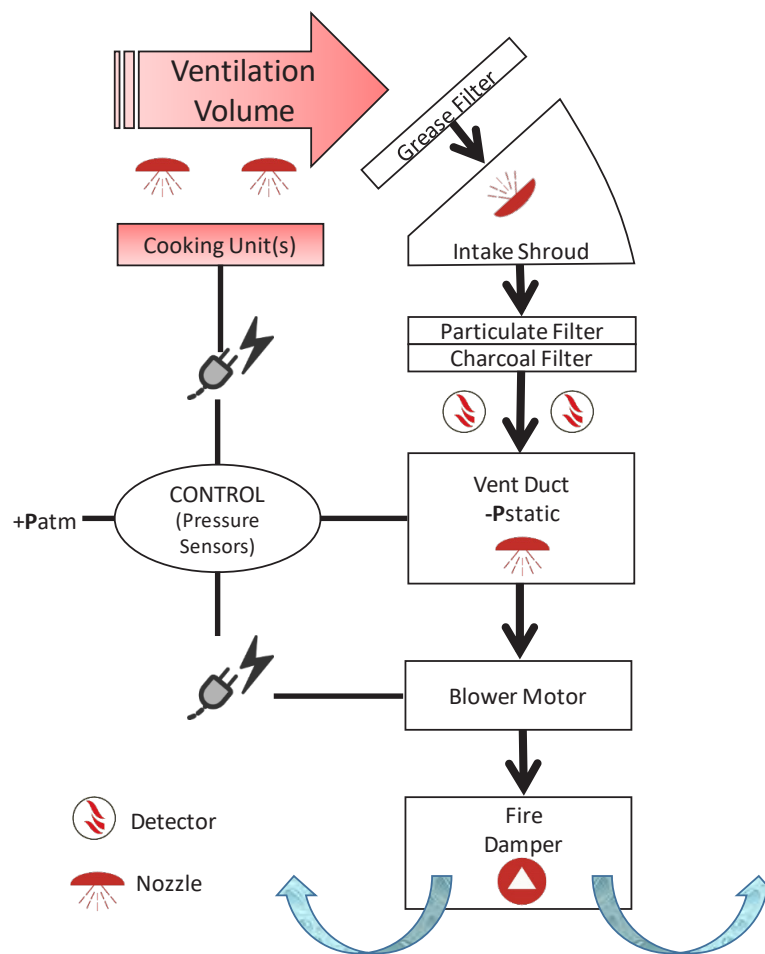 Ventilation
Volume
Grease Filter
Cooking Unit(s)
Intake Shroud
Particulate Filter
Charcoal Filter
+Patm
CONTROL
(Pressure
Sensors)
Vent Duct
-Pstatic
Blower Motor
Fire
Damper
Detector
Nozzle